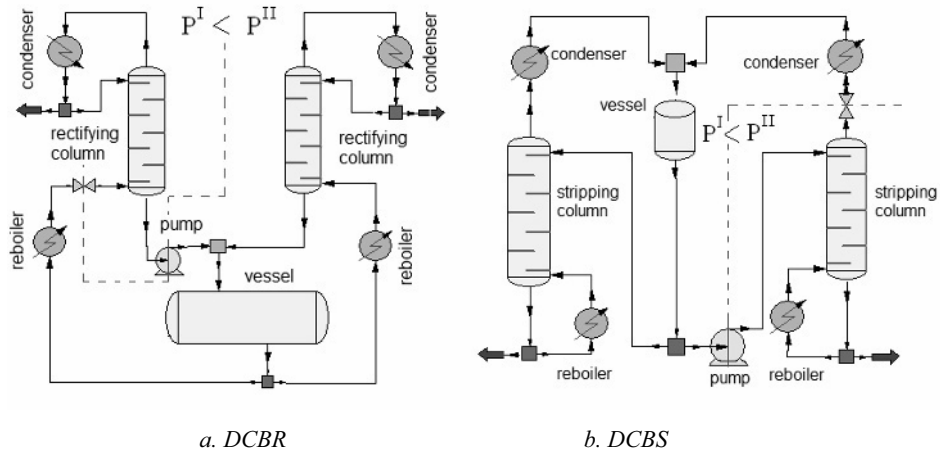 P^I < P^II
condenser
condenser
rectifying
column
rectifying
column
reboiler
pump
reboiler
vessel
a. DCBR
condenser
condenser
vessel
P^I < P^II
stripping
column
stripping
column
reboiler
pump
reboiler
b. DCBS